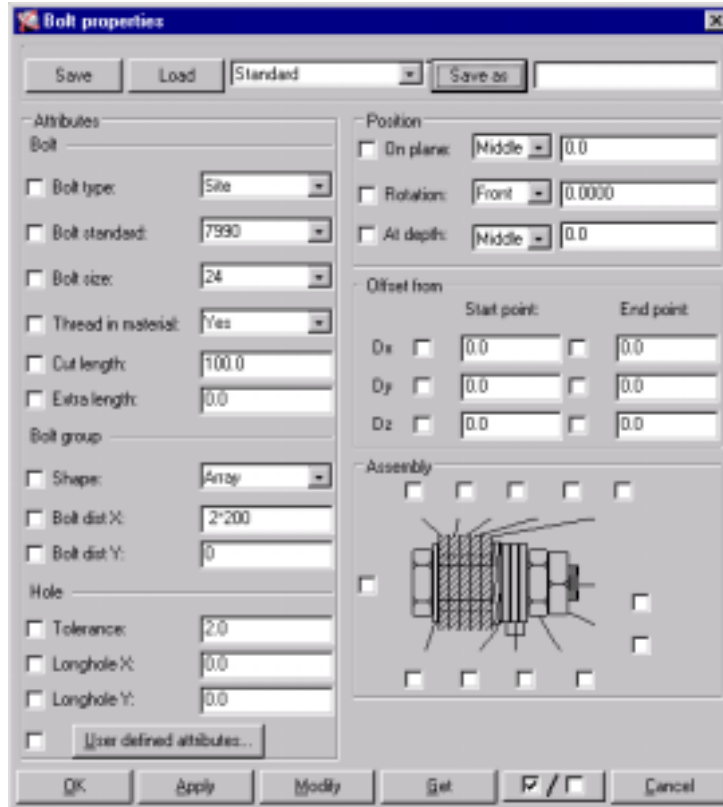 Bolt properties
Save Load Standard Save as
Attributes
Bolt
Bolt type: Site
Bolt standard: 7990
Bolt size: 24
Thread in material: Yes
Cut length: 100.0
Extra length: 0.0
Bolt group
Shape: Array
Bolt dist X: 2*200
Bolt dist Y: 0
Hole
Tolerance: 2.0
Longhole X: 0.0
Longhole Y: 0.0
User defined attributes...
Position
On plane: Middle 0.0
Rotation: Front 0.0000
At depth: Middle 0.0
Offset from
Start point: End point:
Dx 0.0 0.0
Dy 0.0 0.0
Dz 0.0 0.0
Assembly
OK Apply Modify Get / Cancel